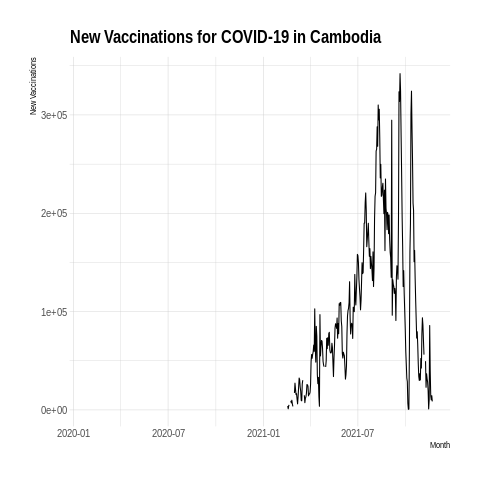 New Vaccinations for COVID-19 in Cambodia
New Vaccinations
3e+05
2e+05
1e+05
0e+00
2020-01
2020-07
2021-01
2021-07
Month